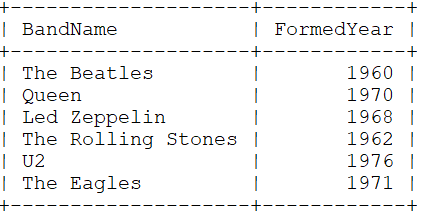 +--------------------+------------+
| BandName           | FormedYear |
+--------------------+------------+
| The Beatles        |       1960 |
| Queen              |       1970 |
| Led Zeppelin       |       1968 |
| The Rolling Stones |       1962 |
| U2                 |       1976 |
| The Eagles         |       1971 |
+--------------------+------------+